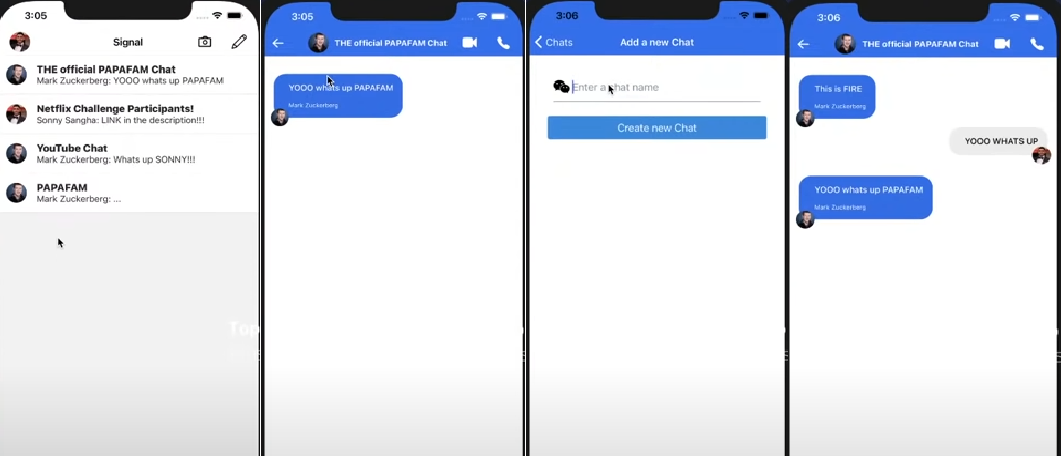 3:05
Signal
THE official PAPAFAM Chat
Mark Zuckerberg: YOOO whats up PAPAFAM
Netflix Challenge Participants!
Sonny Sangha: LINK in the description!!!
YouTube Chat
Mark Zuckerberg: Whats up SONNY!!!
PAPAFAM
Mark Zuckerberg: ...
3:05
THE official PAPAFAM Chat
YOOO whats up PAPAFAM
Mark Zuckerberg
3:06
Chats
Add a new Chat
Enter a chat name
Create new Chat
3:06
THE official PAPAFAM Chat
This is FIRE
Mark Zuckerberg
YOOO WHATS UP
YOOO whats up PAPAFAM
Mark Zuckerberg